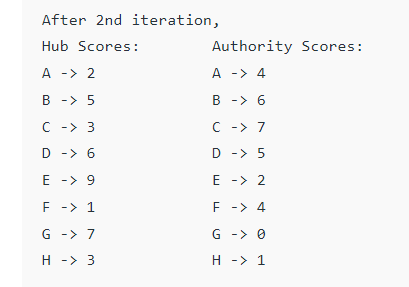 After 2nd iteration,
Hub Scores: Authority Scores:
A -> 2 A -> 4
B -> 5 B -> 6
C -> 3 C -> 7
D -> 6 D -> 5
E -> 9 E -> 2
F -> 1 F -> 4
G -> 7 G -> 0
H -> 3 H -> 1